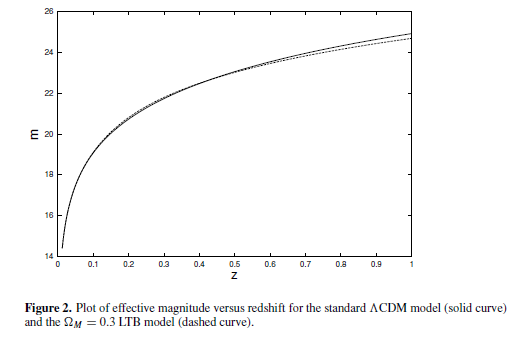 26
24
22
20
18
16
14
m
0 0.1 0.2 0.3 0.4 0.5 0.6 0.7 0.8 0.9 1
z
Figure 2. Plot of effective magnitude versus redshift for the standard ΛCDM model (solid curve)
and the Ω_M = 0.3 LTB model (dashed curve).